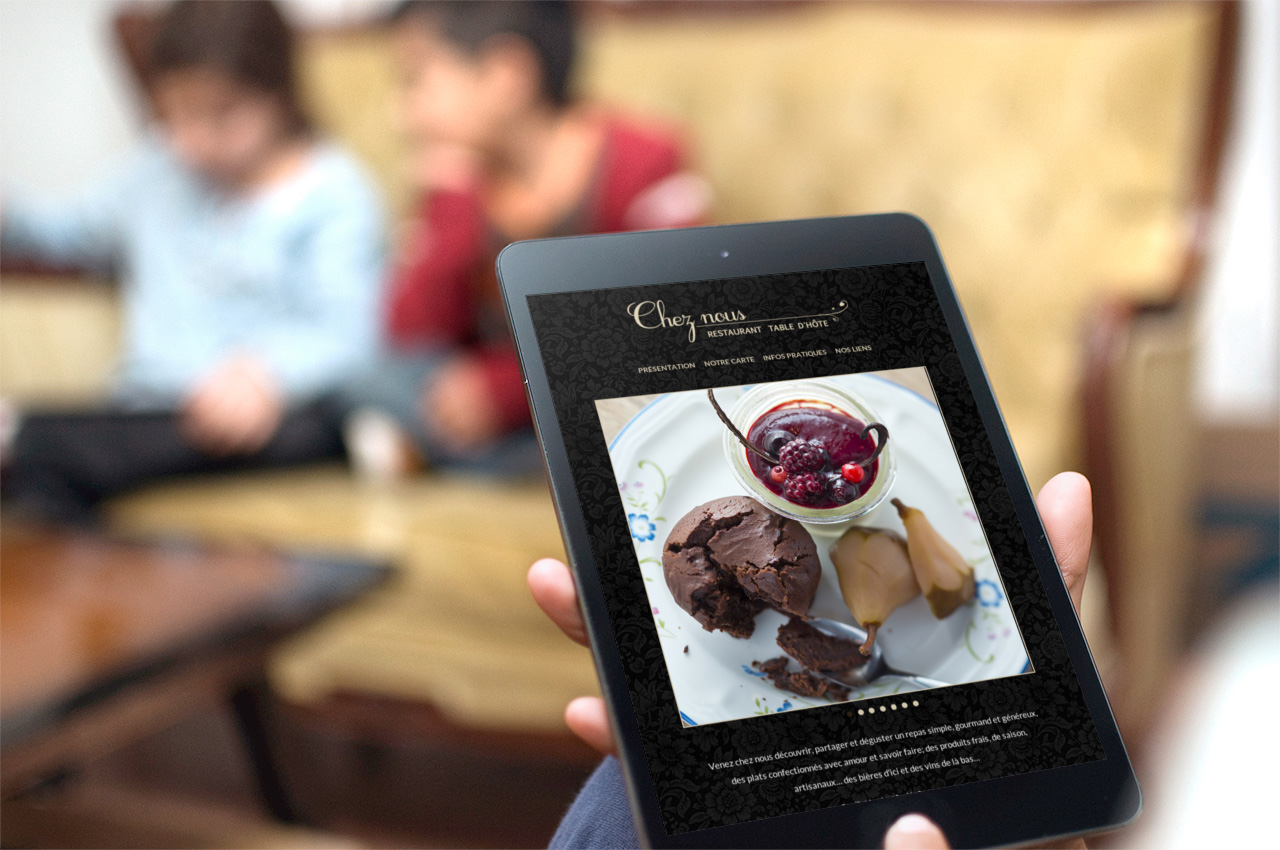 Chez nous
RESTAURANT TABLE D'HÔTE
PRÉSENTATION NOTRE CARTE INFOS PRATIQUES NOS LIENS
Venez chez nous découvrir, partager et déguster un repas simple, gourmand et généreux,
des plats confectionnés avec amour et savoir faire: des produits frais, de saison,
artisanaux... des bières d'ici et des vins de là bas...